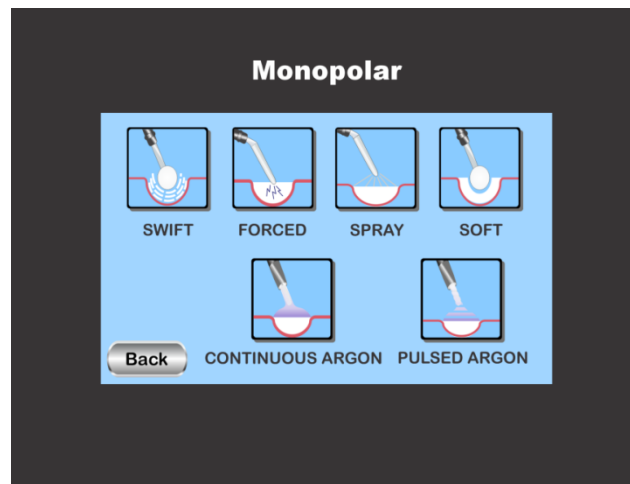 Monopolar
SWIFT FORCED SPRAY SOFT
Back CONTINUOUS ARGON PULSED ARGON